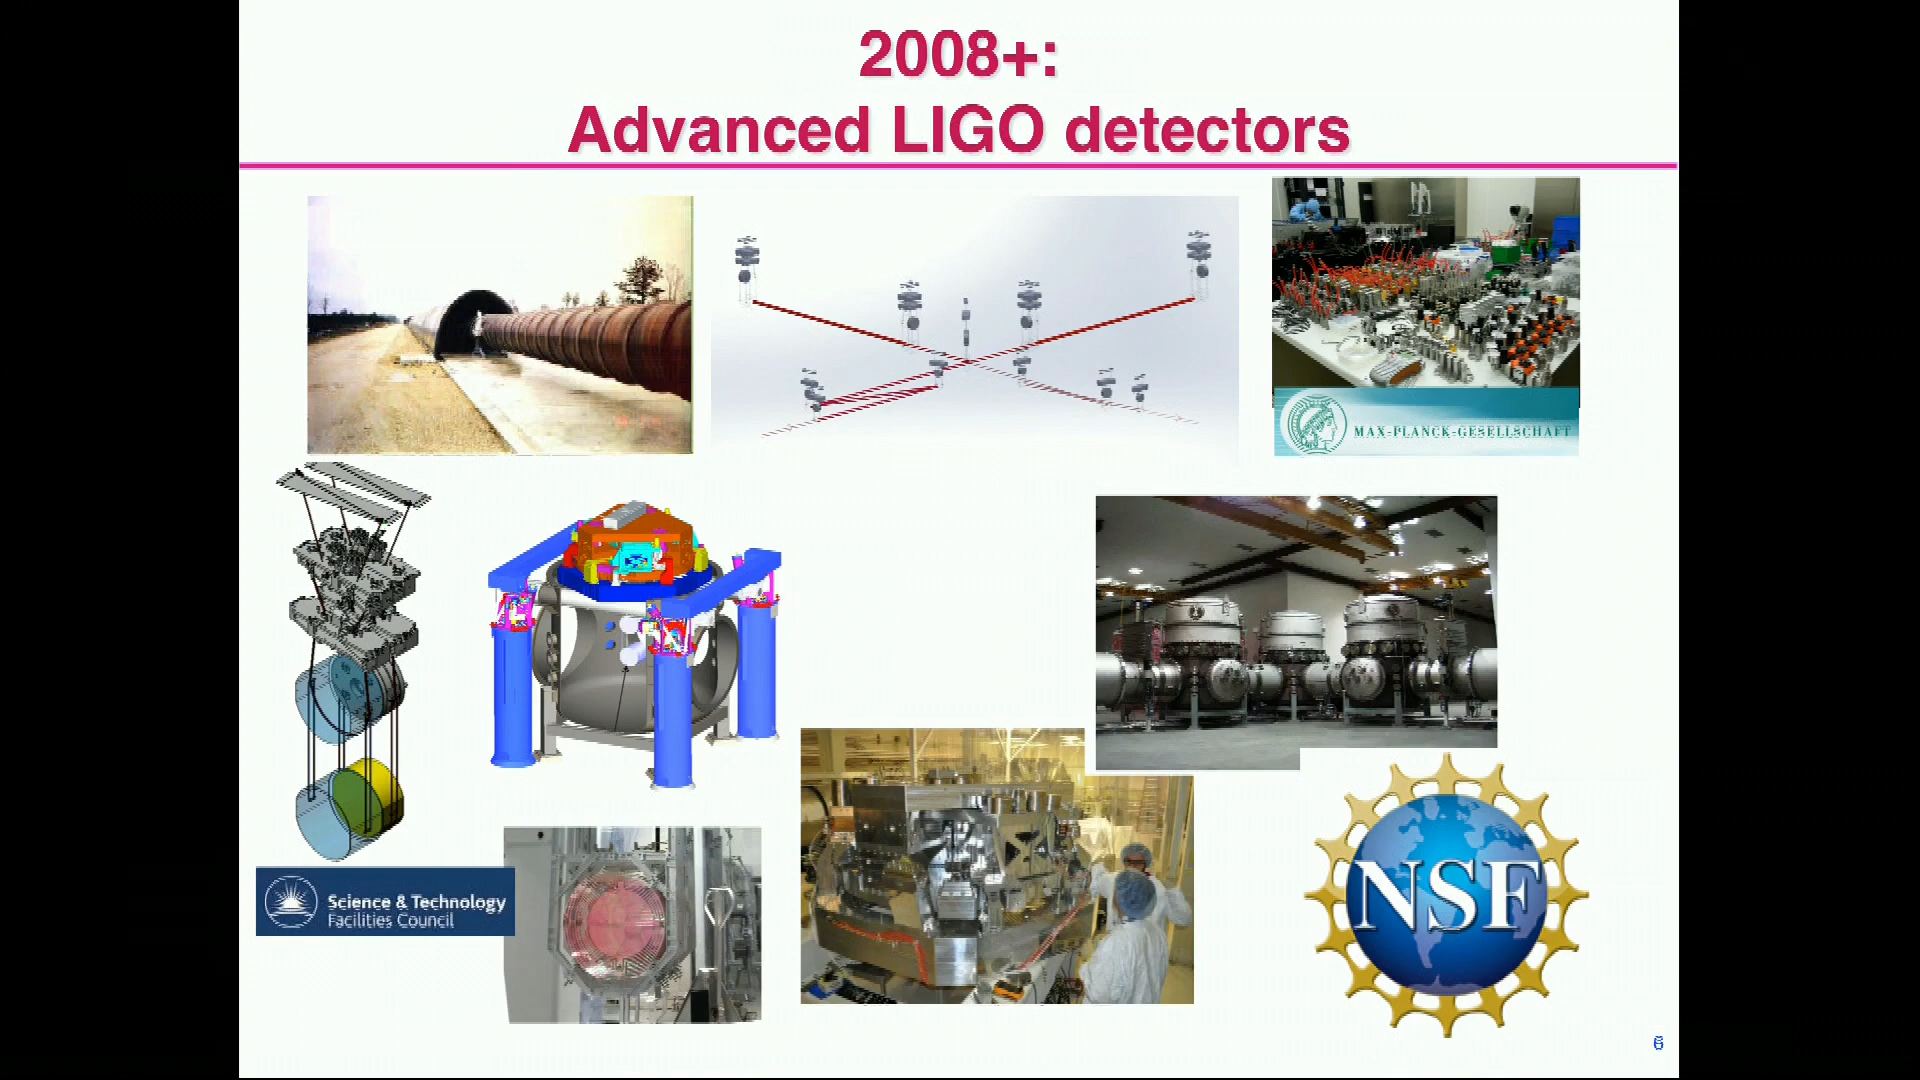 2008+:
Advanced LIGO detectors
MAX-PLANCK-GESELLSCHAFT
Science & Technology
Facilities Council
NSF
6